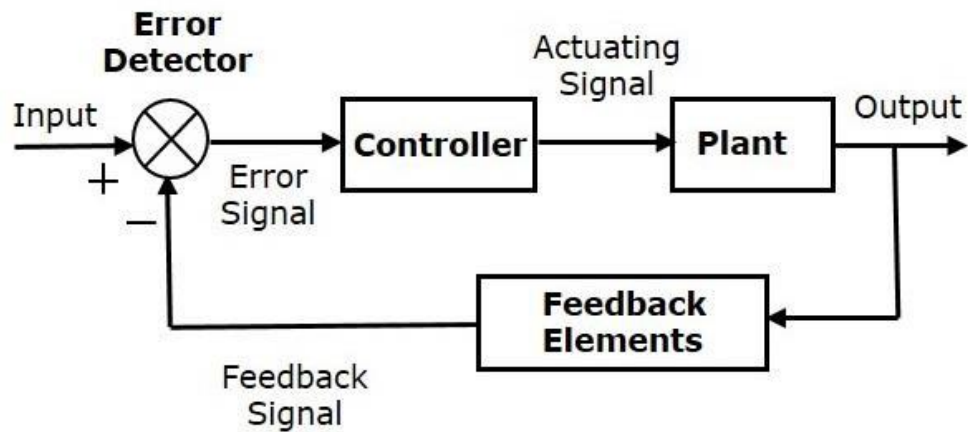 Error
Detector
Input
+
−
Error
Signal
Controller
Actuating
Signal
Plant
Output
Feedback
Elements
Feedback
Signal